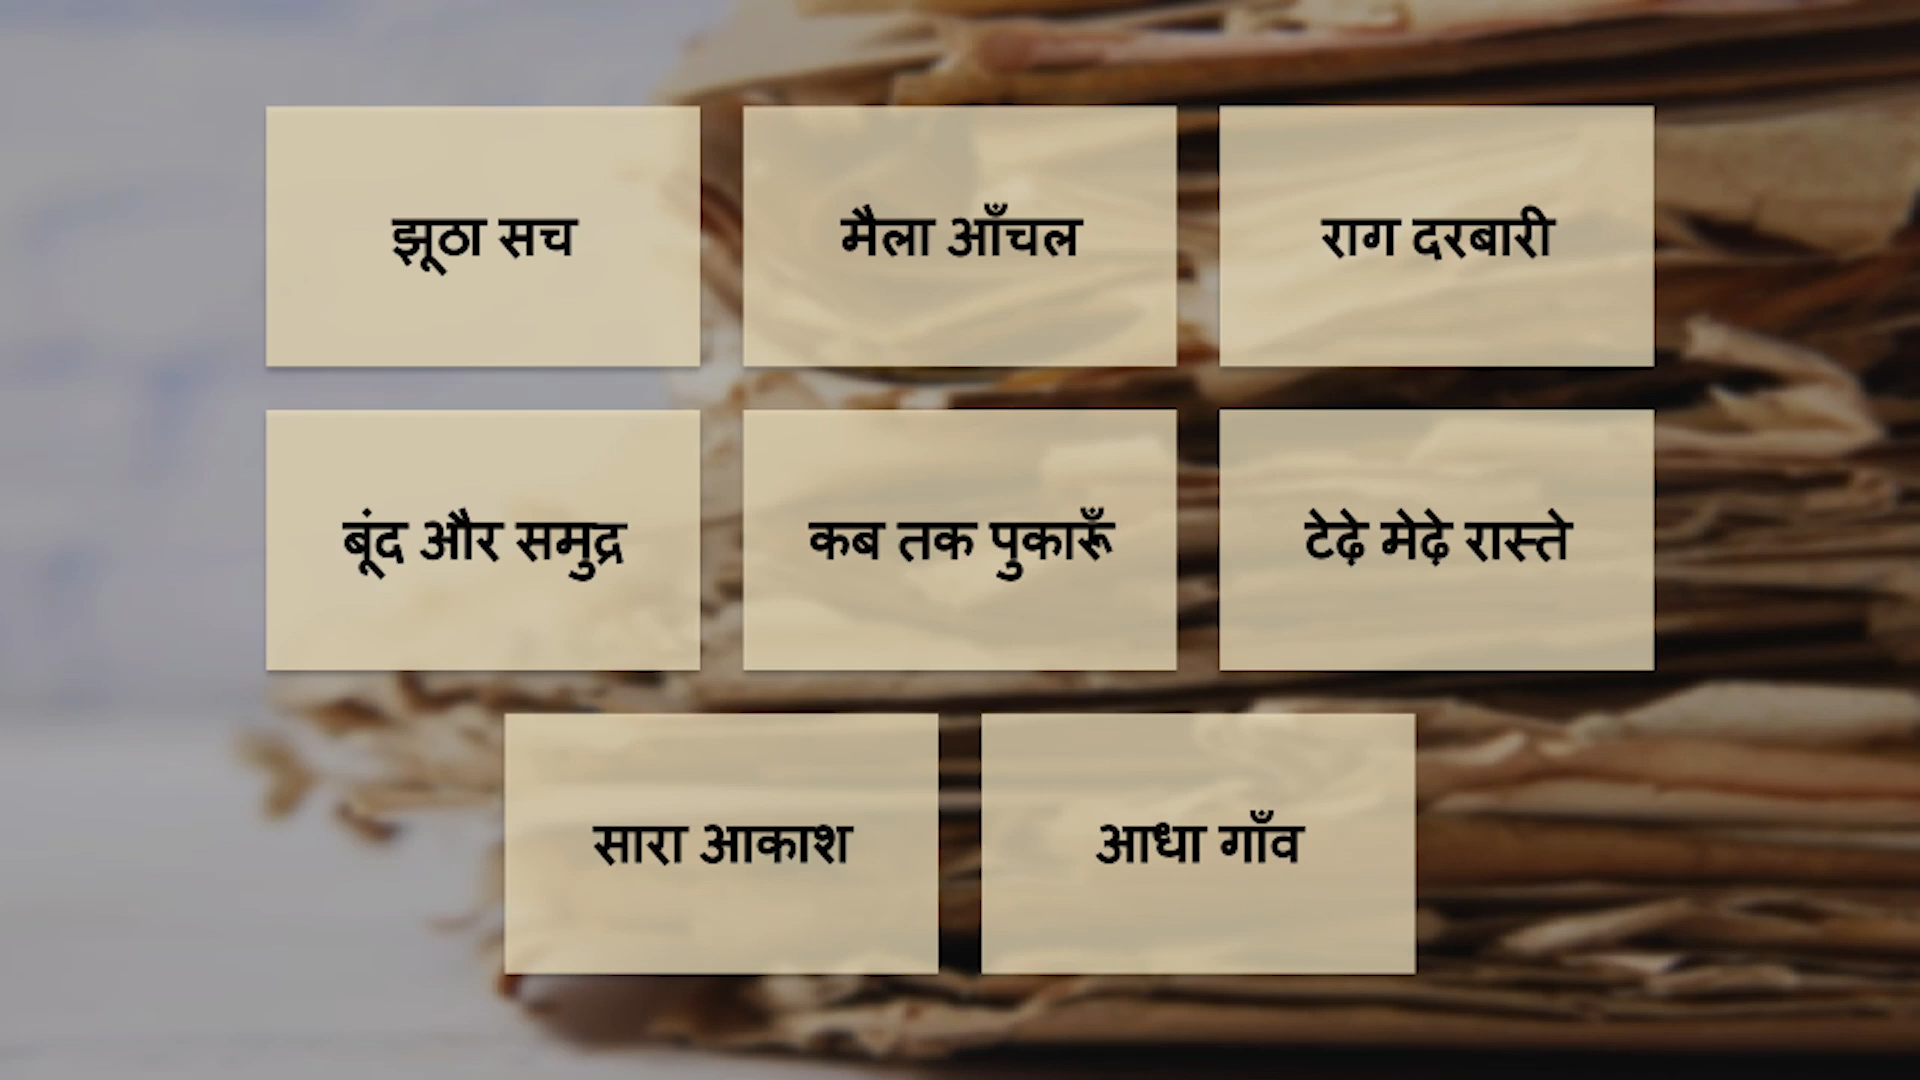 झूठा सच
मैला आँचल
राग दरबारी
बूंद और समुद्र
कब तक पुकारूँ
टेढ़े मेढ़े रास्ते
सारा आकाश
आधा गाँव